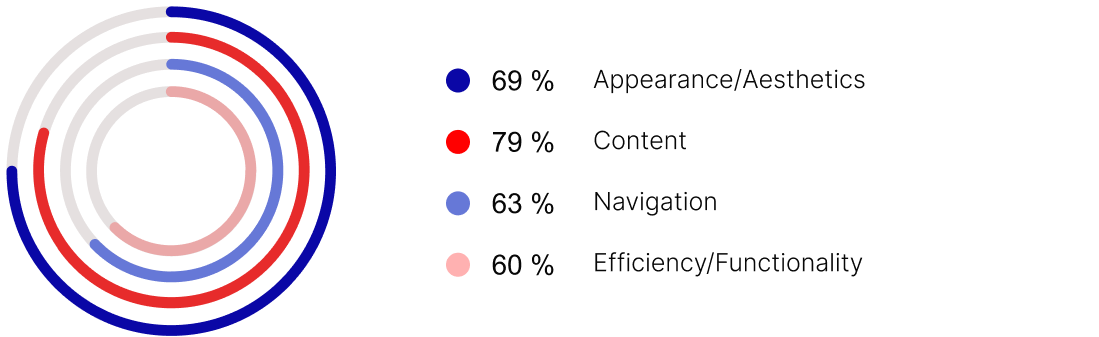 69 % Appearance/Aesthetics
79 % Content
63 % Navigation
60 % Efficiency/Functionality